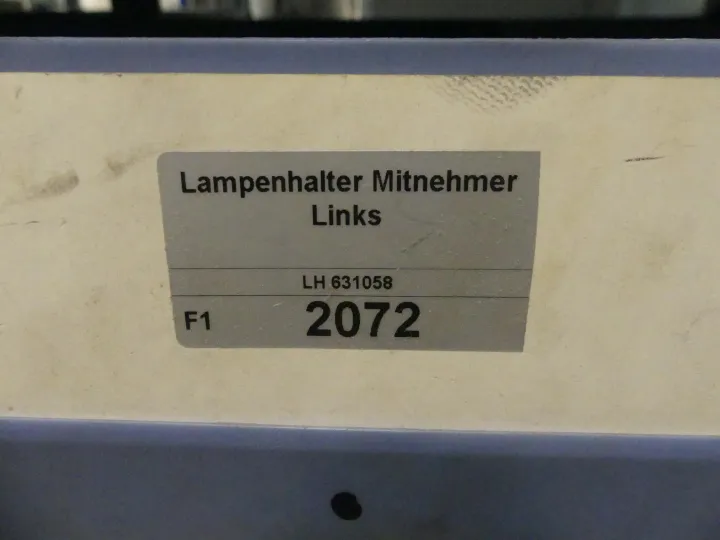 Lampenhalter Mitnehmer
Links
LH 631058
F1 2072